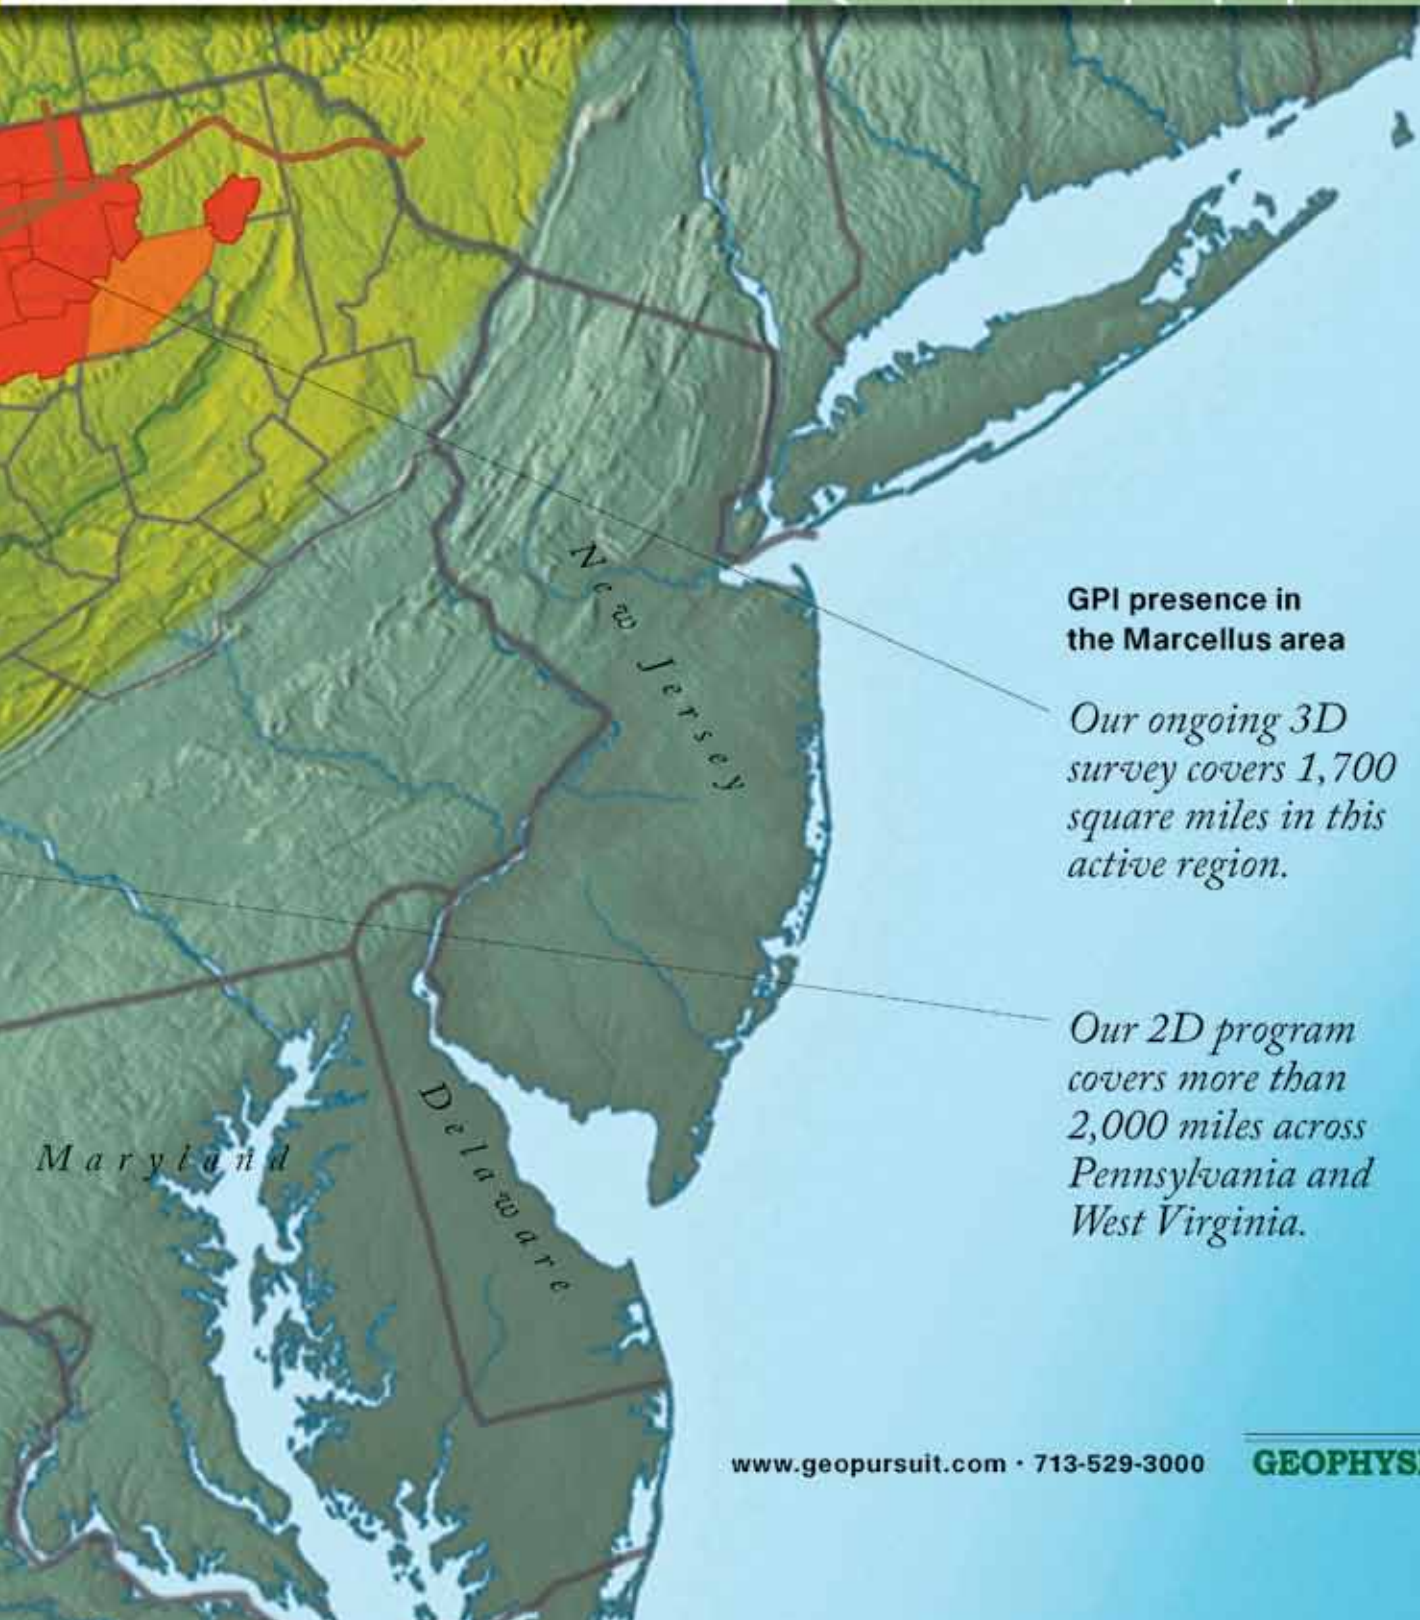 New Jersey
GPI presence in
the Marcellus area
Our ongoing 3D
survey covers 1,700
square miles in this
active region.
Our 2D program
covers more than
2,000 miles across
Pennsylvania and
West Virginia.
Maryland
Delaware
www.geopursuit.com · 713-529-3000